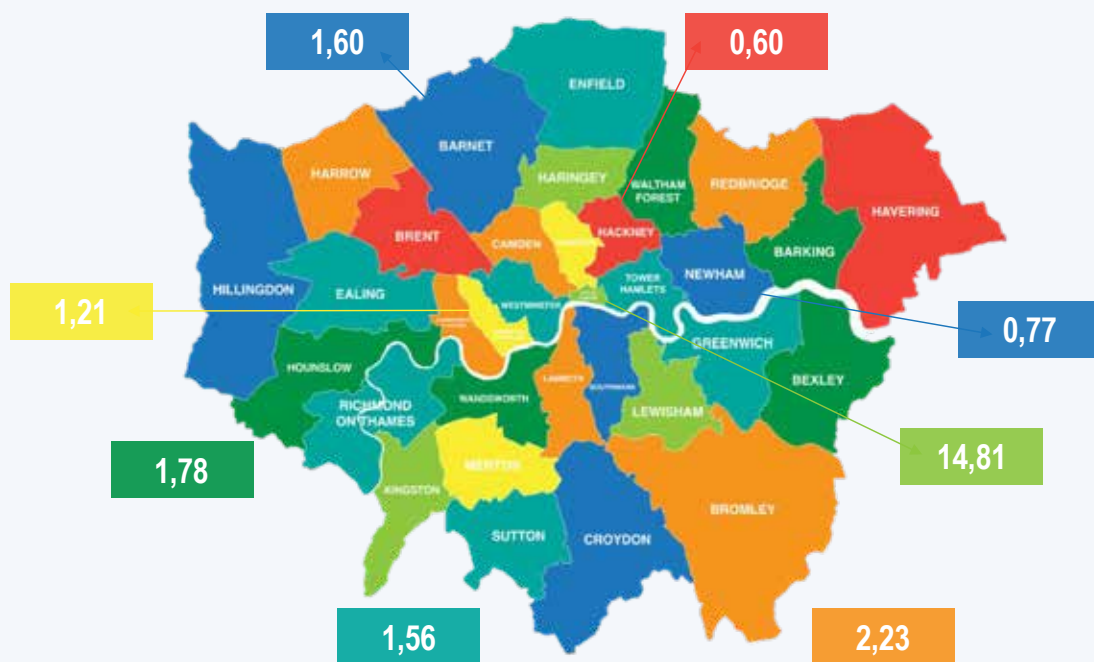 1,60
0,60
ENFIELD
BARNET
HARROW
HARINGEY
WALTHAM
FOREST
REDBRIDGE
HAVERING
BRENT
CAMDEN
HACKNEY
BARKING
HILLINGDON
EALING
TOWER
HAMLETS
NEWHAM
WESTMINSTER
1,21
0,77
GREENWICH
HOUNSLOW
BEXLEY
RICHMOND
ON THAMES
WANDSWORTH
LAMBETH
SOUTHWARK
LEWISHAM
1,78
14,81
MERTON
KINGSTON
BROMLEY
SUTTON
CROYDON
1,56
2,23